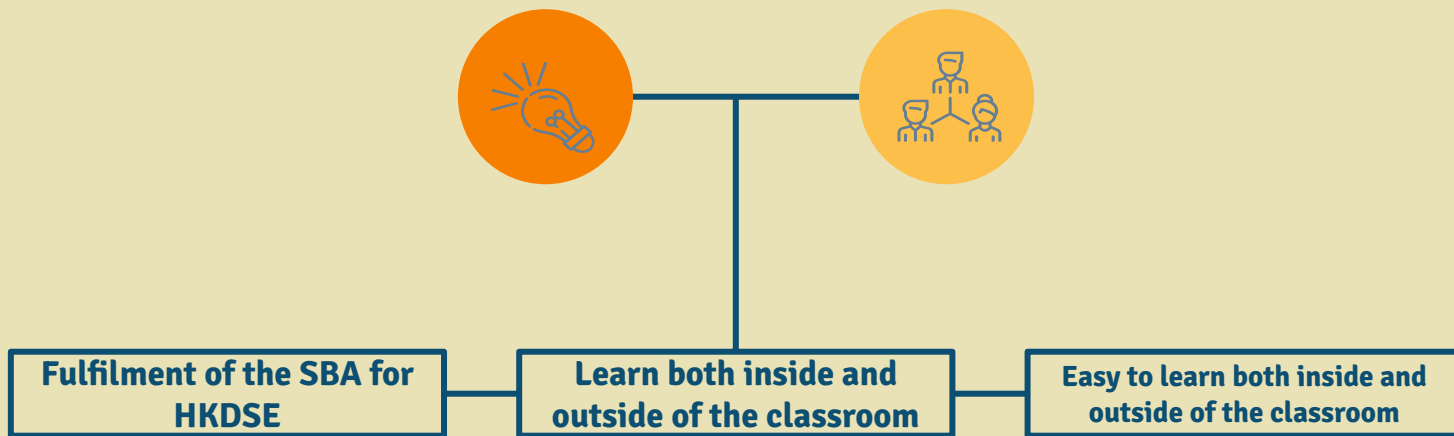 Fulfilment of the SBA for
HKDSE
Learn both inside and
outside of the classroom
Easy to learn both inside and
outside of the classroom